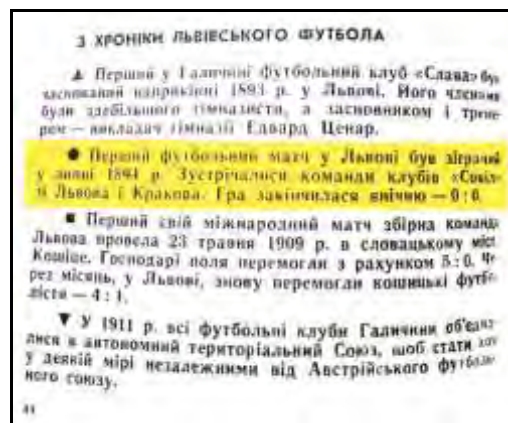 З ХРОНІКИ ЛЬВІВСЬКОГО ФУТБОЛА
▲ Перший у Галичині футбольний клуб «Слава» був
заснований наприкінці 1893 р. у Львові. Його членами
були здебільшого гімназисти, а засновником і трене-
ром — викладач гімназії Едвард Ценар.
● Перший футбольний матч у Львові був зіграний
у липні 1894 р. Зустрічалися команди клубів «Сокіл»
зі Львова і Кракова. Гра закінчилася внічию — 0 : 0.
■ Перший свій міжнародний матч збірна команда
Львова провела 23 травня 1909 р. в словацькому місті
Кошіце. Господарі поля перемогли з рахунком 5 : 0. Че-
рез місяць, у Львові, знову перемогли кошицькі футбо-
лісти — 4 : 1.
▼ У 1911 р. всі футбольні клуби Галичини об'єдна-
лися в автономний територіальний Союз, щоб стати хоч
у деякій мірі незалежними від Австрійського футболь-
ного союзу.